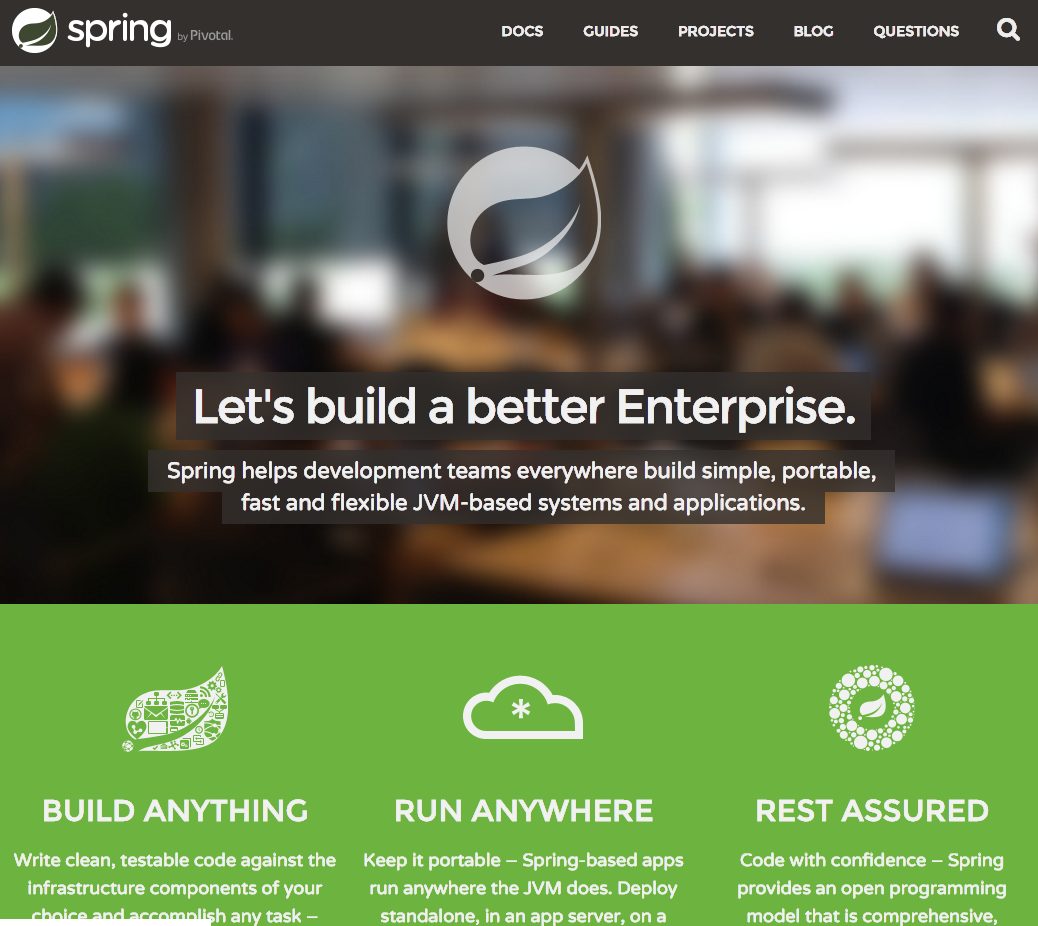 spring by Pivotal.
DOCS GUIDES PROJECTS BLOG QUESTIONS
Let's build a better Enterprise.
Spring helps development teams everywhere build simple, portable,
fast and flexible JVM-based systems and applications.
BUILD ANYTHING
Write clean, testable code against the
infrastructure components of your
choice and accomplish any task –
RUN ANYWHERE
Keep it portable – Spring-based apps
run anywhere the JVM does. Deploy
standalone, in an app server, on a
REST ASSURED
Code with confidence – Spring
provides an open programming
model that is comprehensive,